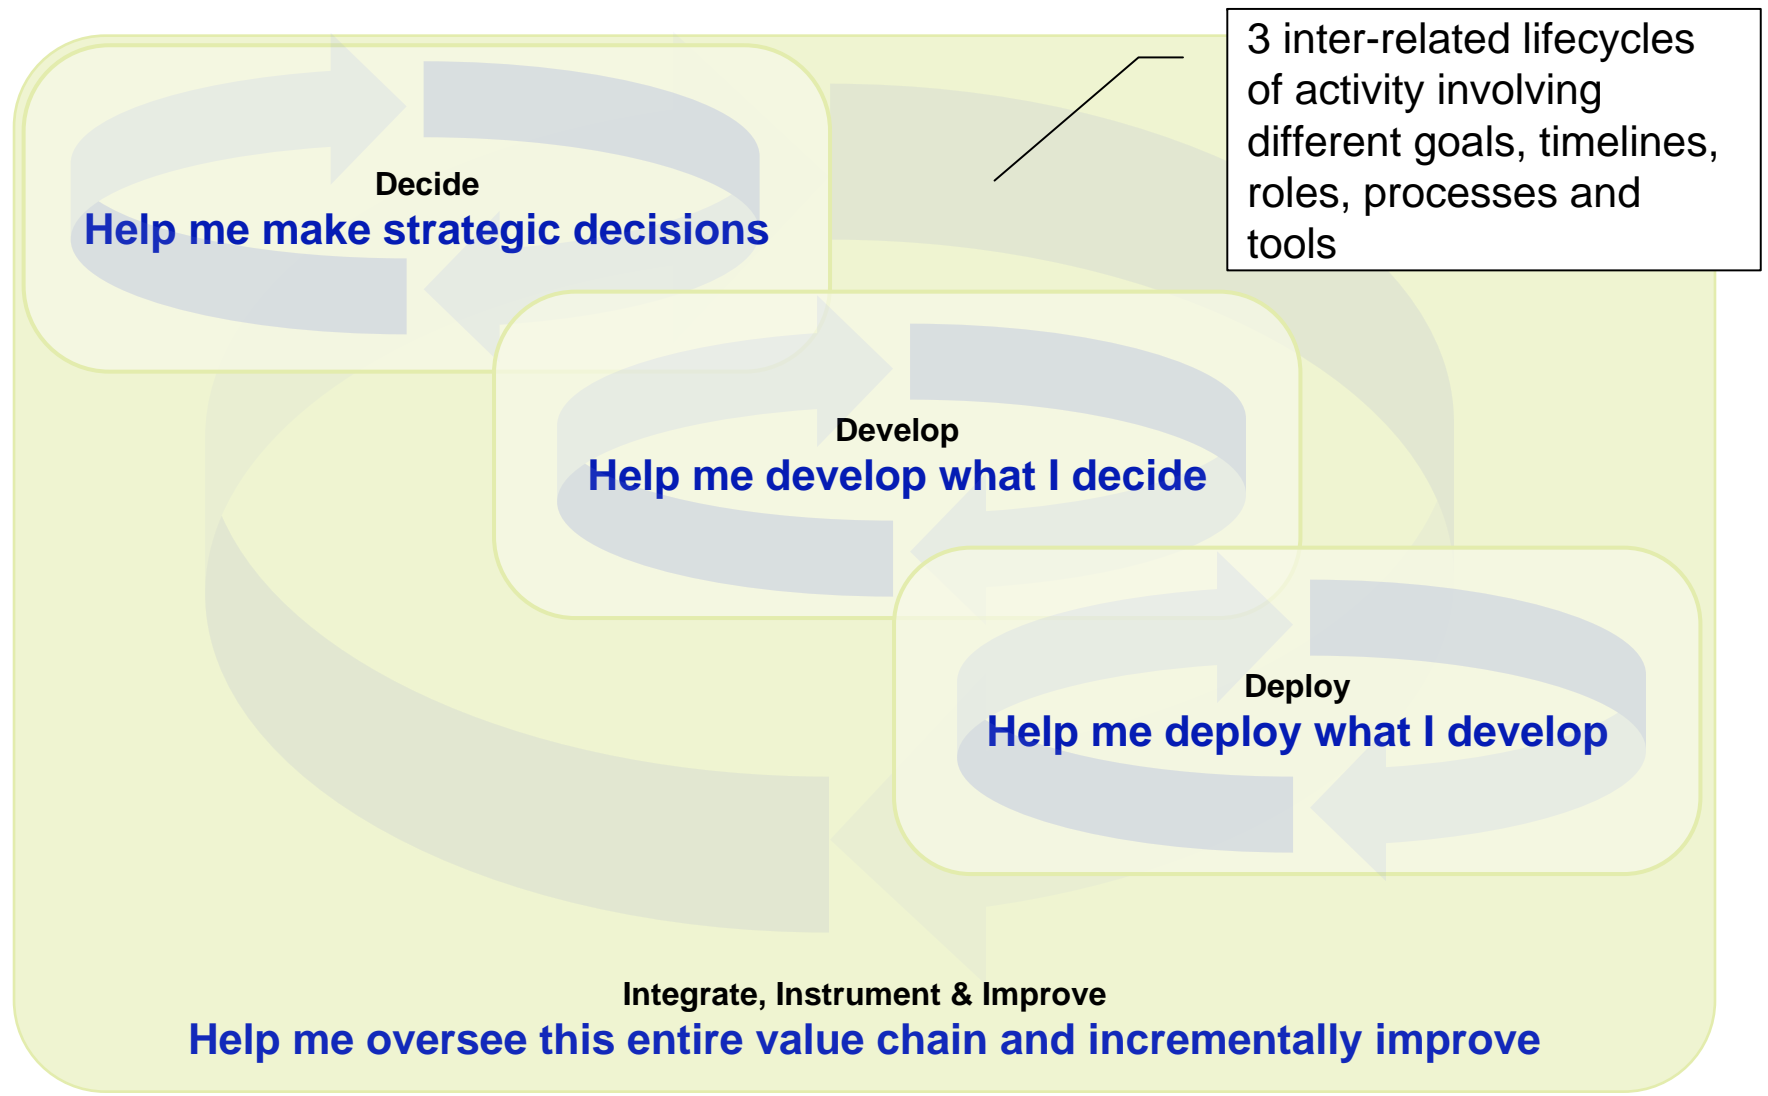 3 inter-related lifecycles
of activity involving
different goals, timelines,
roles, processes and
tools
Decide
Help me make strategic decisions
Develop
Help me develop what I decide
Deploy
Help me deploy what I develop
Integrate, Instrument & Improve
Help me oversee this entire value chain and incrementally improve